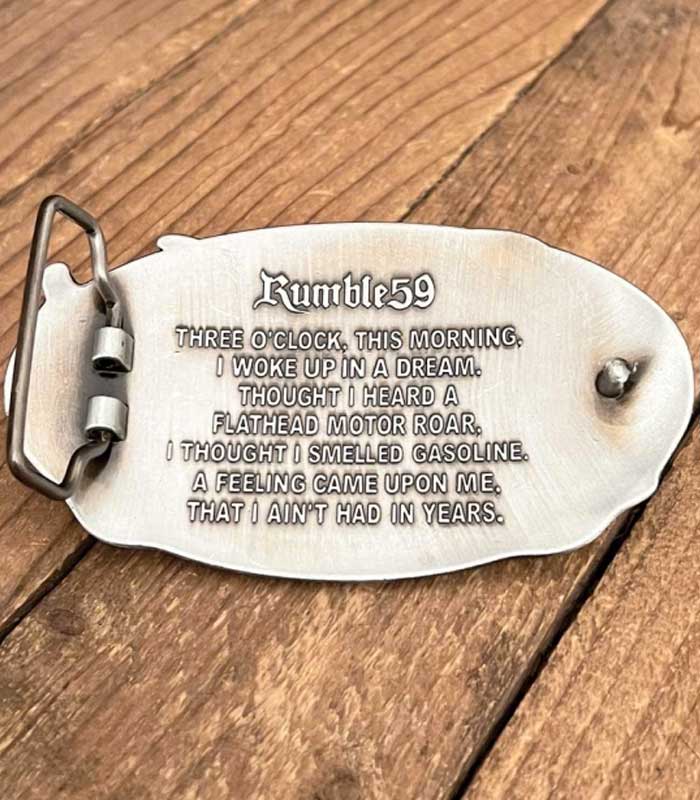 Rumble59
THREE O'CLOCK, THIS MORNING,
I WOKE UP IN A DREAM.
THOUGHT I HEARD A
FLATHEAD MOTOR ROAR,
I THOUGHT I SMELLED GASOLINE.
A FEELING CAME UPON ME,
THAT I AIN'T HAD IN YEARS.